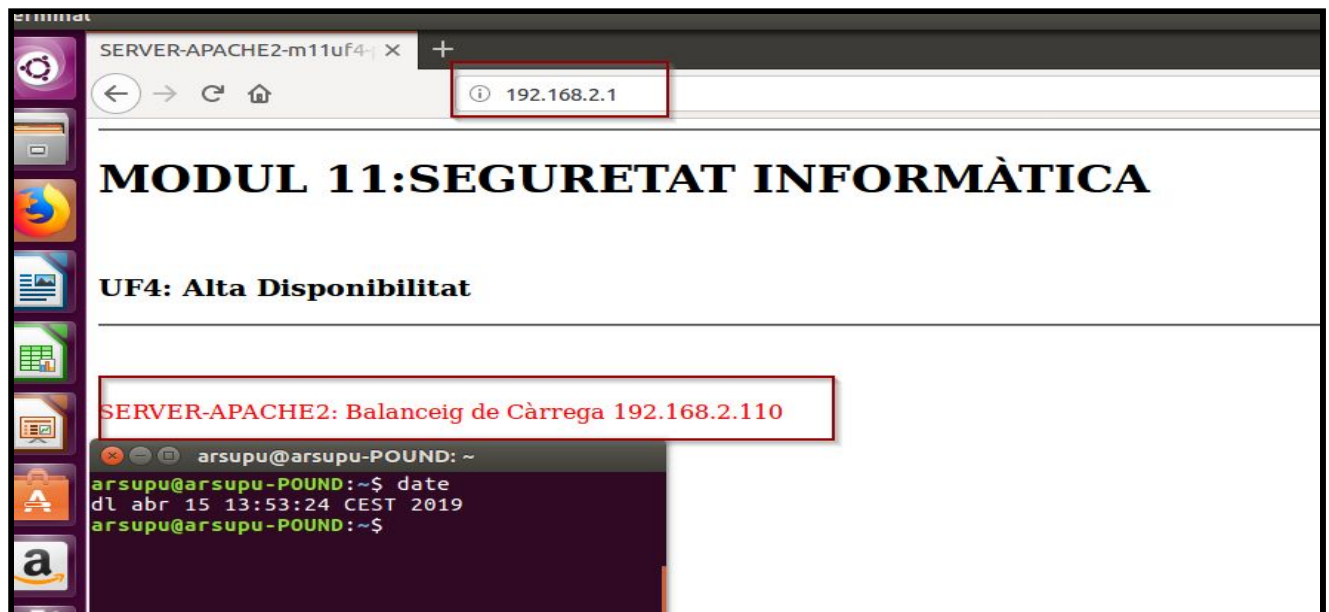 SERVER-APACHE2-m11uf4-
192.168.2.1
MODUL 11:SEGURETAT INFORMÀTICA
UF4: Alta Disponibilitat
SERVER-APACHE2: Balanceig de Càrrega 192.168.2.110
arsupu@arsupu-POUND: ~
arsupu@arsupu-POUND:~$ date
dl abr 15 13:53:24 CEST 2019
arsupu@arsupu-POUND:~$